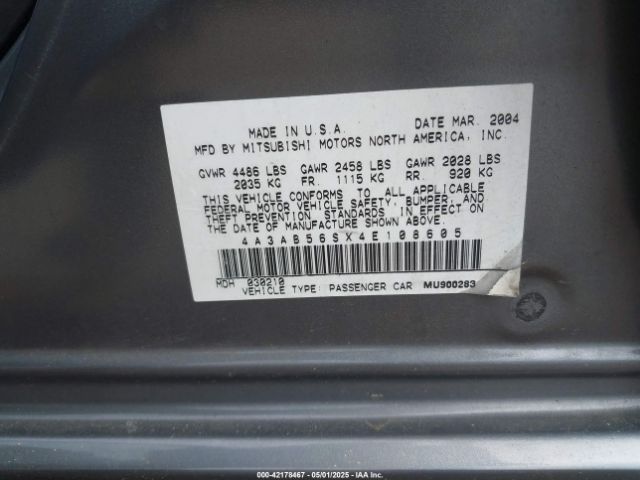 MADE IN U.S.A. DATE MAR. 2004
MFD BY MITSUBISHI MOTORS NORTH AMERICA, INC.
GVWR 4486 LBS GAWR 2458 LBS GAWR 2028 LBS
2035 KG FR. 1115 KG RR. 920 KG
THIS VEHICLE CONFORMS TO ALL APPLICABLE
FEDERAL MOTOR VEHICLE SAFETY, BUMPER, AND
THEFT PREVENTION STANDARDS IN EFFECT ON
THE DATE OF MANUFACTURE SHOWN ABOVE.
4A3AB56SX4E108605
MDH 030210
VEHICLE TYPE: PASSENGER CAR MU900283
000-42178467 - 05/01/2025 - IAAI Inc.